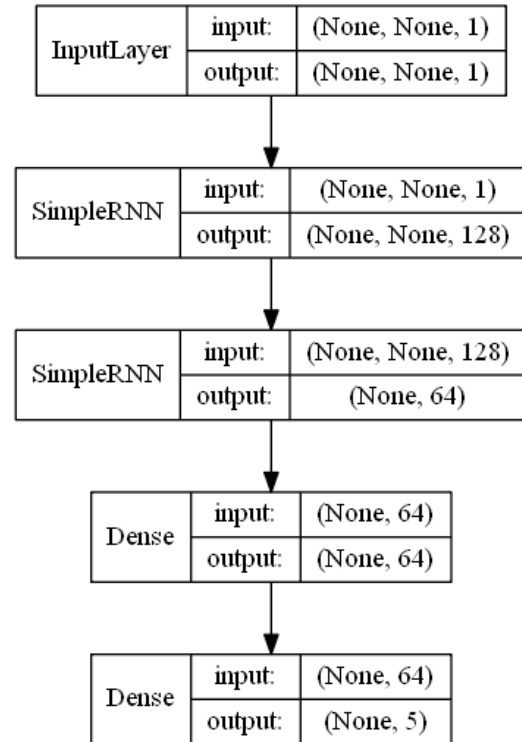 InputLayer
input: (None, None, 1)
output: (None, None, 1)
SimpleRNN
input: (None, None, 1)
output: (None, None, 128)
SimpleRNN
input: (None, None, 128)
output: (None, 64)
Dense
input: (None, 64)
output: (None, 64)
Dense
input: (None, 64)
output: (None, 5)